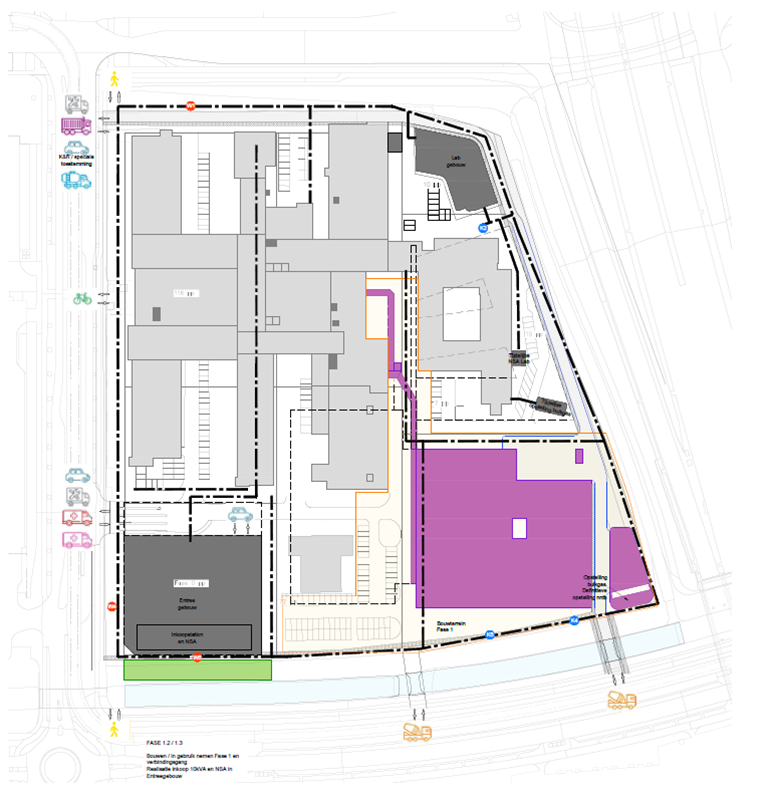 K&R / speciale
toestemming
Lab
gebouw
Tijdelijke
NSA Lab
Entree
gebouw
Inkoopstation
en NSA
Opstelling
bulkgas.
Definitieve
opstelling
Bouwterrein
Fase 1
FASE 1.2 / 1.3
Bouwen / in gebruik nemen Fase 1 en
verbindingsgang
Realisatie inkoop 10kVA en NSA in
Entreegebouw